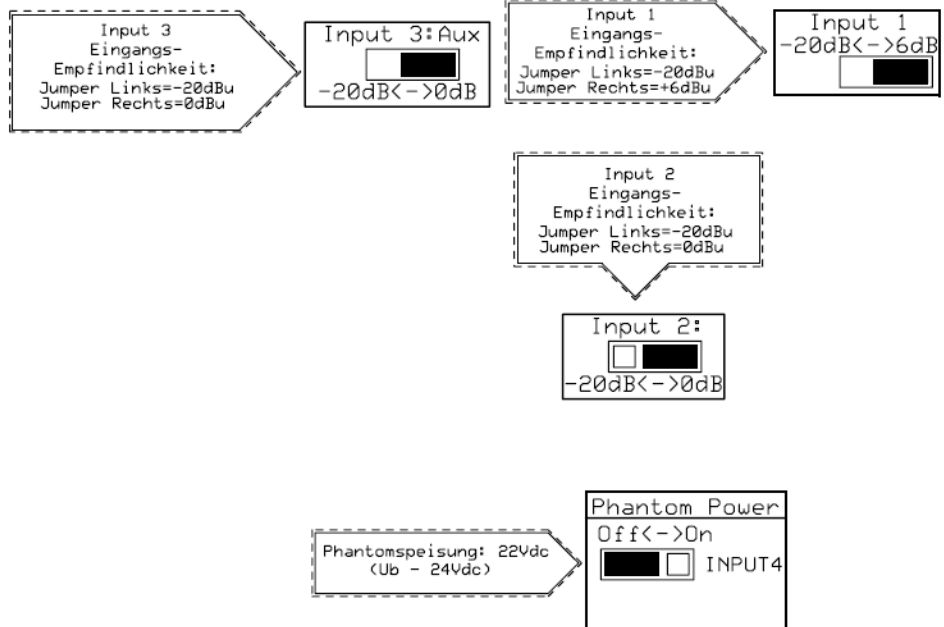 Input 3
Eingangs-
Empfindlichkeit:
Jumper Links=-20dBu
Jumper Rechts=0dBu
Input 3:Aux
-20dB<->0dB
Input 1
Eingangs-
Empfindlichkeit:
Jumper Links=-20dBu
Jumper Rechts=+6dBu
Input 1
-20dB<->6dB
Input 2
Eingangs-
Empfindlichkeit:
Jumper Links=-20dBu
Jumper Rechts=0dBu
Input 2:
-20dB<->0dB
Phantomspeisung: 22Vdc
(Ub - 24Vdc)
Phantom Power
Off<->On
INPUT4